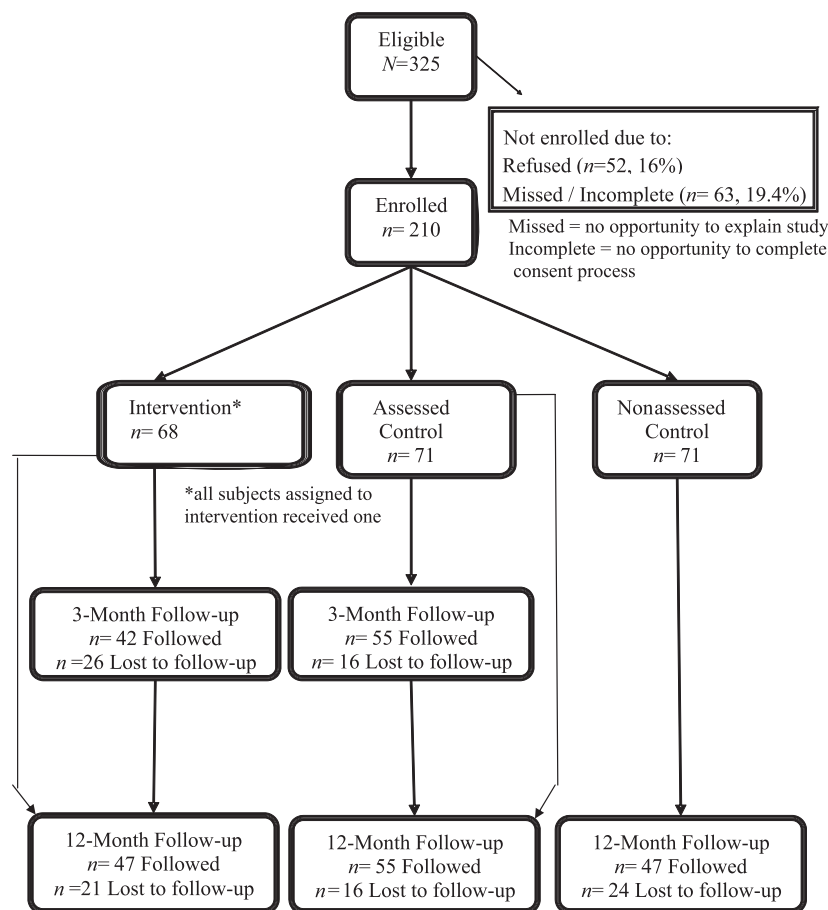 Eligible
N=325
Not enrolled due to:
Refused (n=52, 16%)
Missed / Incomplete (n= 63, 19.4%)
Enrolled
n= 210
Missed = no opportunity to explain study
Incomplete = no opportunity to complete
consent process
Intervention*
n= 68
Assessed
Control
n= 71
Nonassessed
Control
n= 71
*all subjects assigned to
intervention received one
3-Month Follow-up
n= 42 Followed
n =26 Lost to follow-up
3-Month Follow-up
n= 55 Followed
n= 16 Lost to follow-up
12-Month Follow-up
n= 47 Followed
n =21 Lost to follow-up
12-Month Follow-up
n= 55 Followed
n= 16 Lost to follow-up
12-Month Follow-up
n= 47 Followed
n= 24 Lost to follow-up